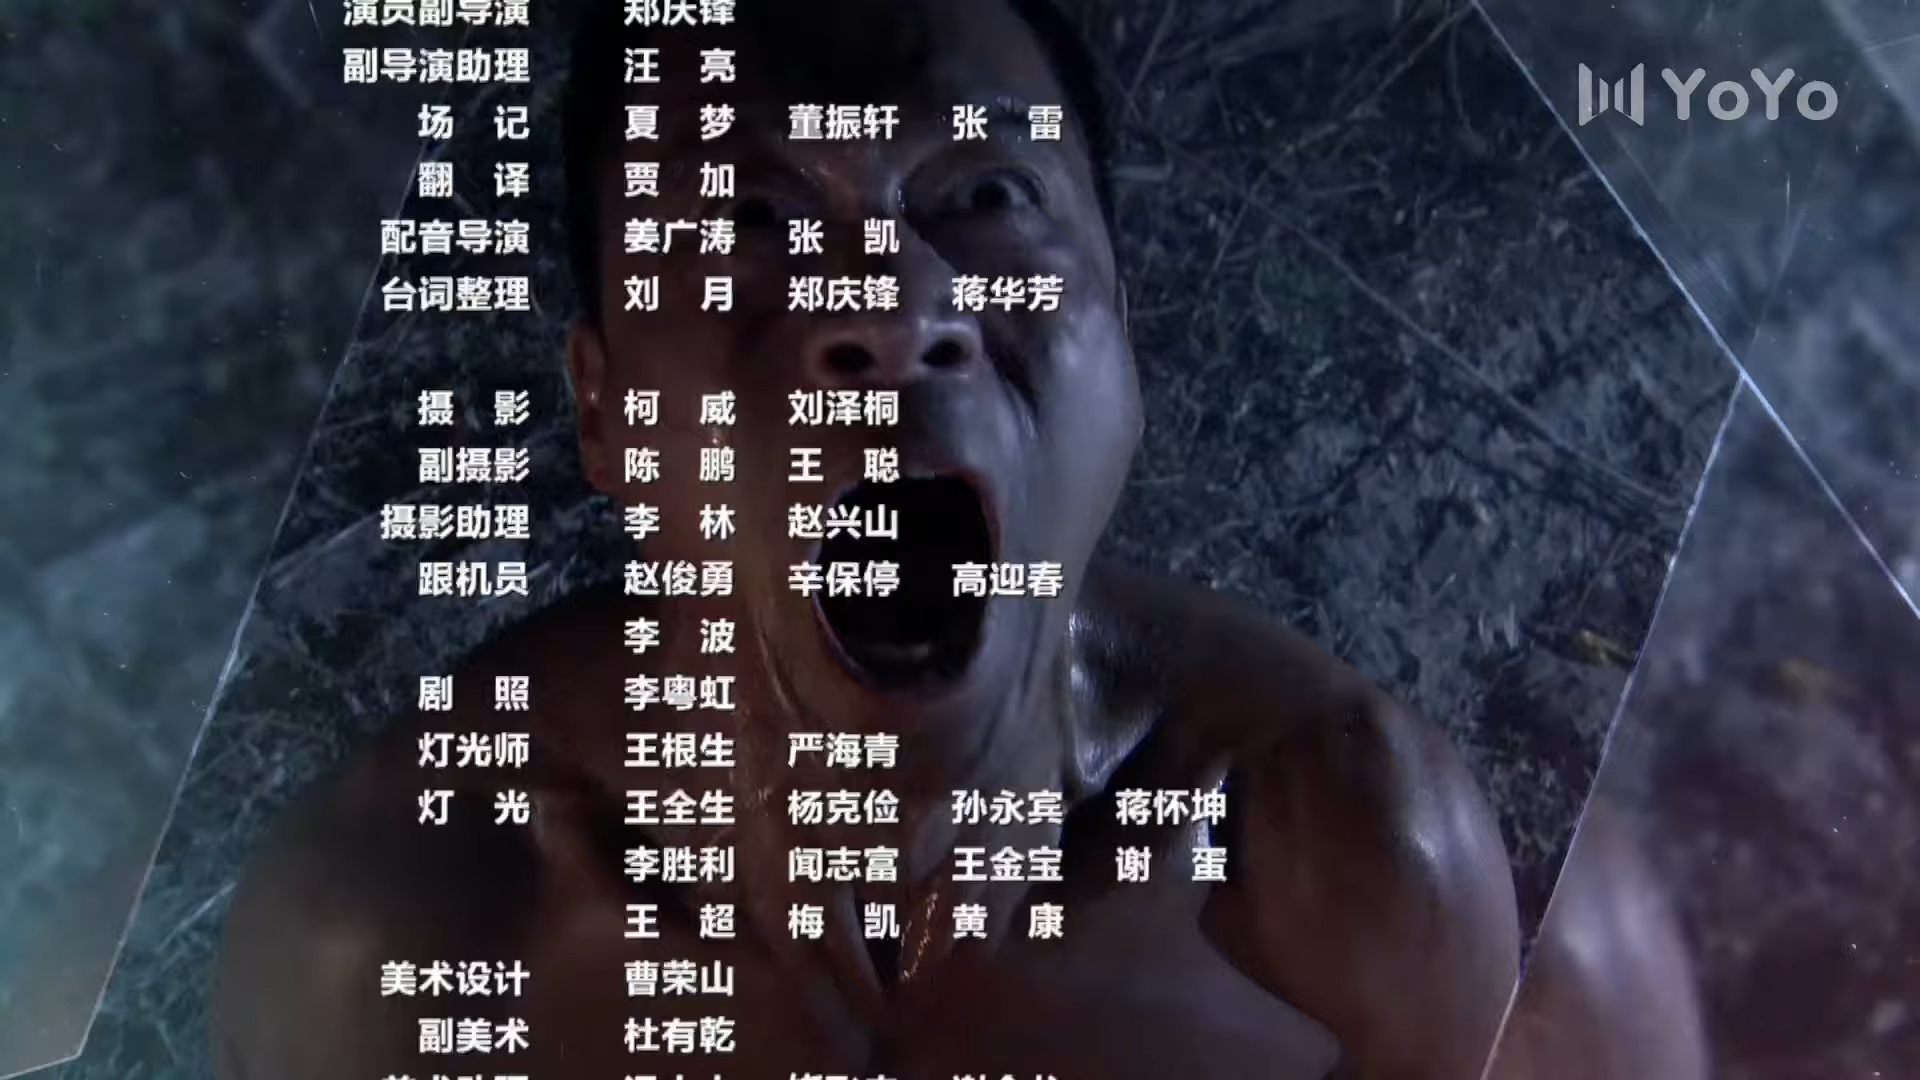 演员副导演 郑庆锋
副导演助理 汪亮
YoYo
场记 夏梦 董振轩 张雷
翻译 贾加
配音导演 姜广涛 张凯
台词整理 刘月 郑庆锋 蒋华芳
摄影 柯威 刘泽桐
副摄影 陈鹏 王聪
摄影助理 李林 赵兴山
跟机员 赵俊勇 辛保停 高迎春
李波
剧照 李粤虹
灯光师 王根生 严海青
灯光 王全生 杨克俭 孙永宾 蒋怀坤
李胜利 闻志富 王金宝 谢蛋
王超 梅凯 黄康
美术设计 曹荣山
副美术 杜有乾